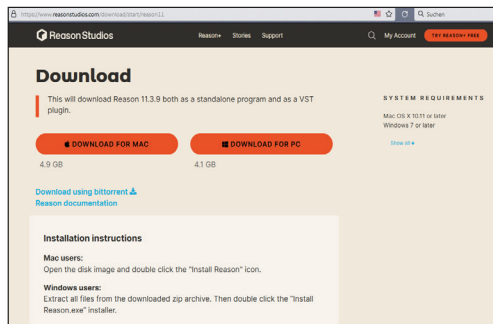 https://www.reasonstudios.com/download/start/reason11
Suchen
Reason Studios
Reason+ Stories Support
My Account
TRY REASON+ FREE
Download
This will download Reason 11.3.9 both as a standalone program and as a VST
plugin.
DOWNLOAD FOR MAC
DOWNLOAD FOR PC
4.9 GB
4.1 GB
Download using bittorrent
Reason documentation
SYSTEM REQUIREMENTS
Mac OS X 10.11 or later
Windows 7 or later
Show all
Installation instructions
Mac users:
Open the disk image and double click the "Install Reason" icon.
Windows users:
Extract all files from the downloaded zip archive. Then double click the "Install
Reason.exe" installer.